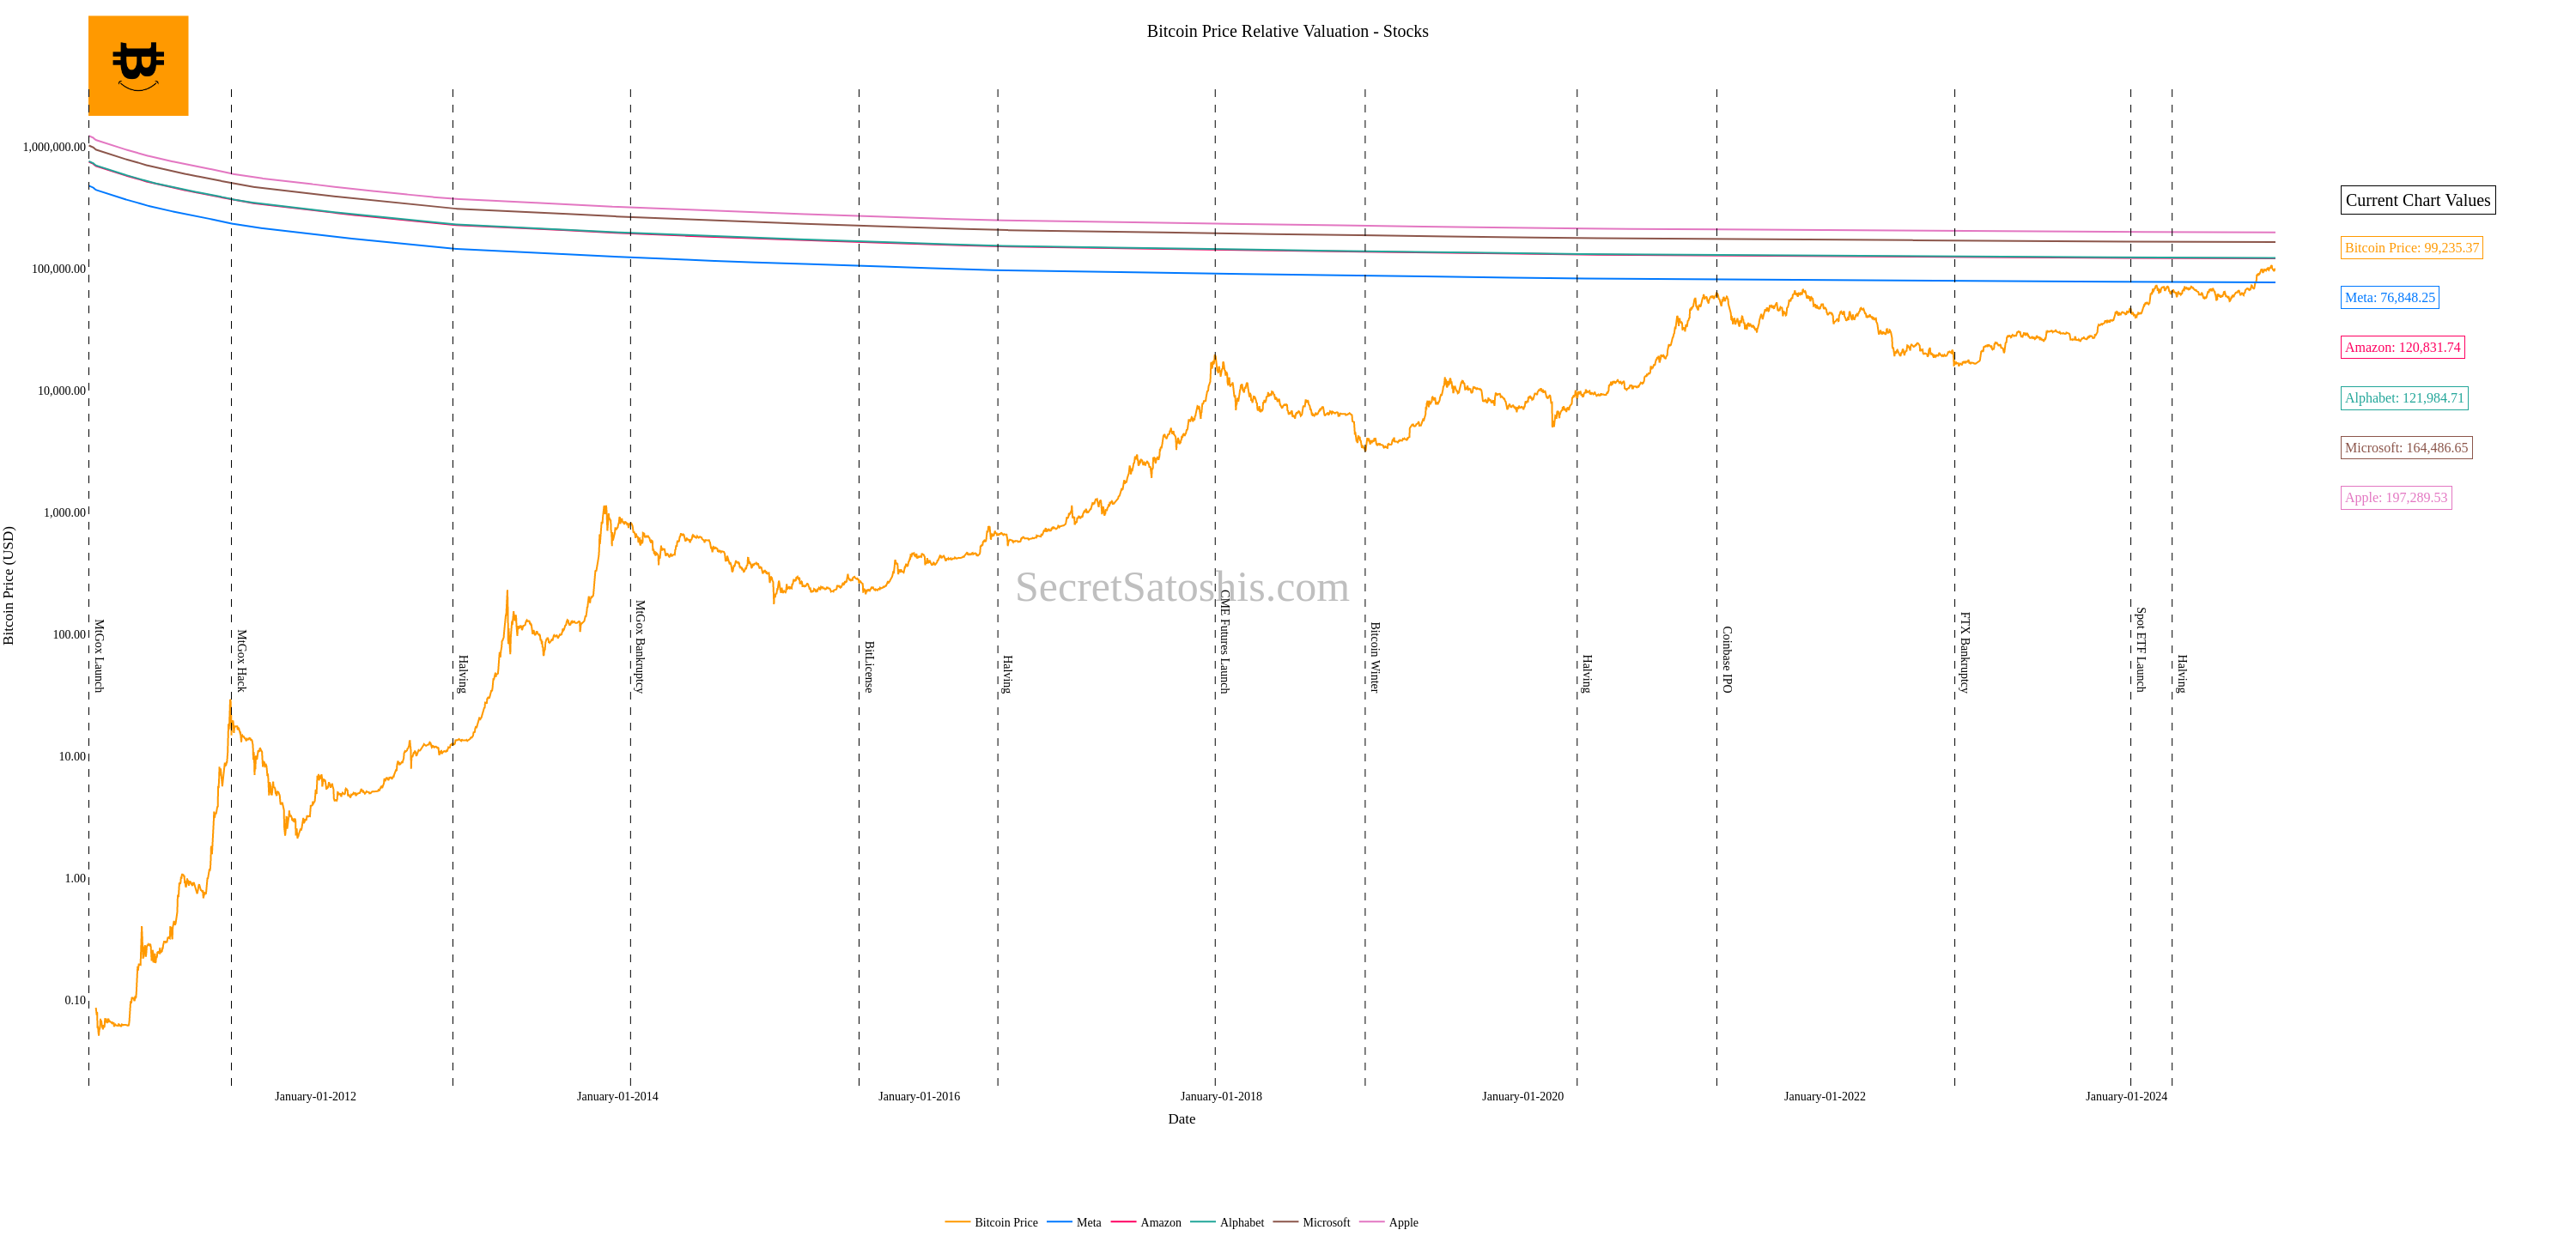 Bitcoin Price Relative Valuation - Stocks
1,000,000.00
100,000.00
10,000.00
1,000.00
100.00
10.00
1.00
0.10
Bitcoin Price (USD)
MtGox Launch
MtGox Hack
Halving
MtGox Bankruptcy
BitLicense
Halving
CME Futures Launch
Bitcoin Winter
Halving
Coinbase IPO
FTX Bankruptcy
Spot ETF Launch
Halving
SecretSatoshis.com
Current Chart Values
Bitcoin Price: 99,235.37
Meta: 76,848.25
Amazon: 120,831.74
Alphabet: 121,984.71
Microsoft: 164,486.65
Apple: 197,289.53
January-01-2012
January-01-2014
January-01-2016
January-01-2018
January-01-2020
January-01-2022
January-01-2024
Date
Bitcoin Price
Meta
Amazon
Alphabet
Microsoft
Apple